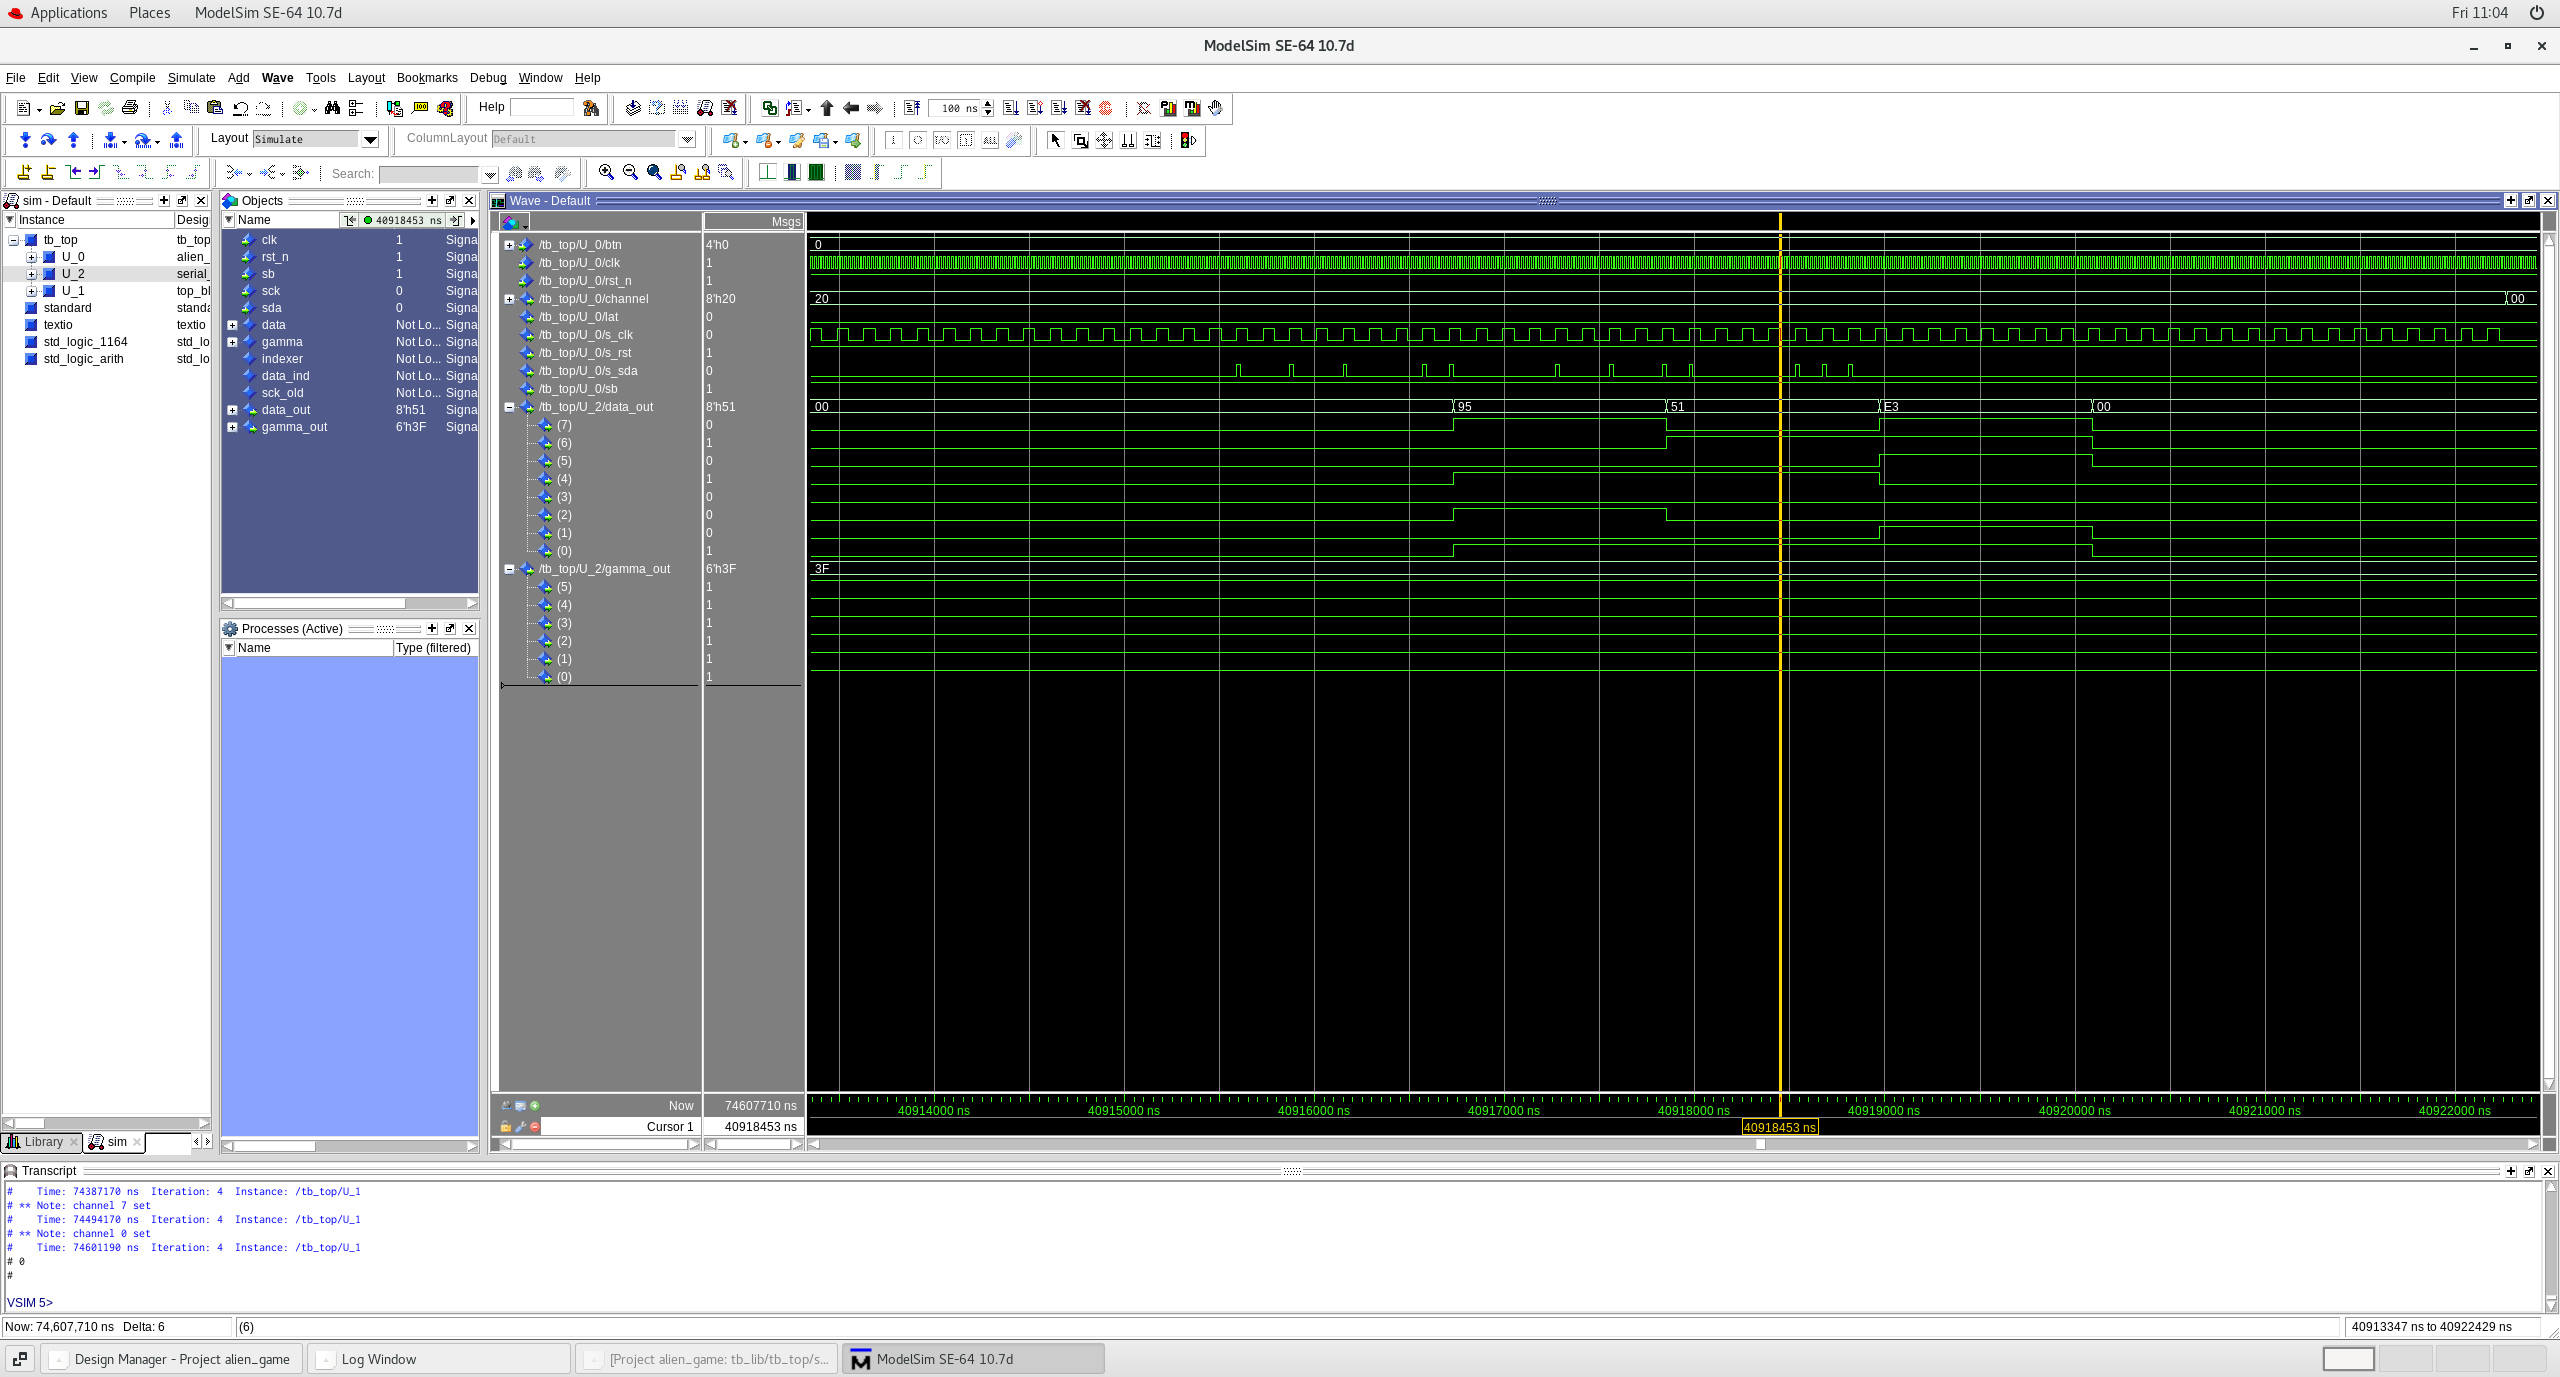 Applications Places ModelSim SE-64 10.7d Fri 11:04
ModelSim SE-64 10.7d
File Edit View Compile Simulate Add Wave Tools Layout Bookmarks Debug Window Help
Help 100 ns
Layout Simulate ColumnLayout Default
Search:
sim - Default
Instance Desig
tb_top tb_top
U_0 alien_
U_2 serial_
U_1 top_bl
standard standa
textio textio
std_logic_1164 std_lo
std_logic_arith std_lo
Library sim
Objects
Name 40918453 ns
clk 1 Signa
rst_n 1 Signa
sb 1 Signa
sck 0 Signa
sda 0 Signa
data Not Lo... Signa
gamma Not Lo... Signa
indexer Not Lo... Signa
data_ind Not Lo... Signa
sck_old Not Lo... Signa
data_out 8'h51 Signa
gamma_out 6'h3F Signa
Processes (Active)
Name Type (filtered)
Wave - Default
Msgs
/tb_top/U_0/btn 4'h0 0
/tb_top/U_0/clk 1
/tb_top/U_0/rst_n 1
/tb_top/U_0/channel 8'h20 20 00
/tb_top/U_0/lat 0
/tb_top/U_0/s_clk 0
/tb_top/U_0/s_rst 1
/tb_top/U_0/s_sda 0
/tb_top/U_0/sb 1
/tb_top/U_2/data_out 8'h51 00 95 51 E3 00
(7) 0
(6) 1
(5) 0
(4) 1
(3) 0
(2) 0
(1) 0
(0) 1
/tb_top/U_2/gamma_out 6'h3F 3F
(5) 1
(4) 1
(3) 1
(2) 1
(1) 1
(0) 1
Now 74607710 ns 40914000 ns 40915000 ns 40916000 ns 40917000 ns 40918000 ns 40919000 ns 40920000 ns 40921000 ns 40922000 ns
Cursor 1 40918453 ns 40918453 ns
Transcript
# Time: 74387170 ns Iteration: 4 Instance: /tb_top/U_1
# ** Note: channel 7 set
# Time: 74494170 ns Iteration: 4 Instance: /tb_top/U_1
# ** Note: channel 0 set
# Time: 74601190 ns Iteration: 4 Instance: /tb_top/U_1
# 0
#
VSIM 5>
Now: 74,607,710 ns Delta: 6 (6) 40913347 ns to 40922429 ns
Design Manager - Project alien_game Log Window [Project alien_game: tb_lib/tb_top/s... ModelSim SE-64 10.7d